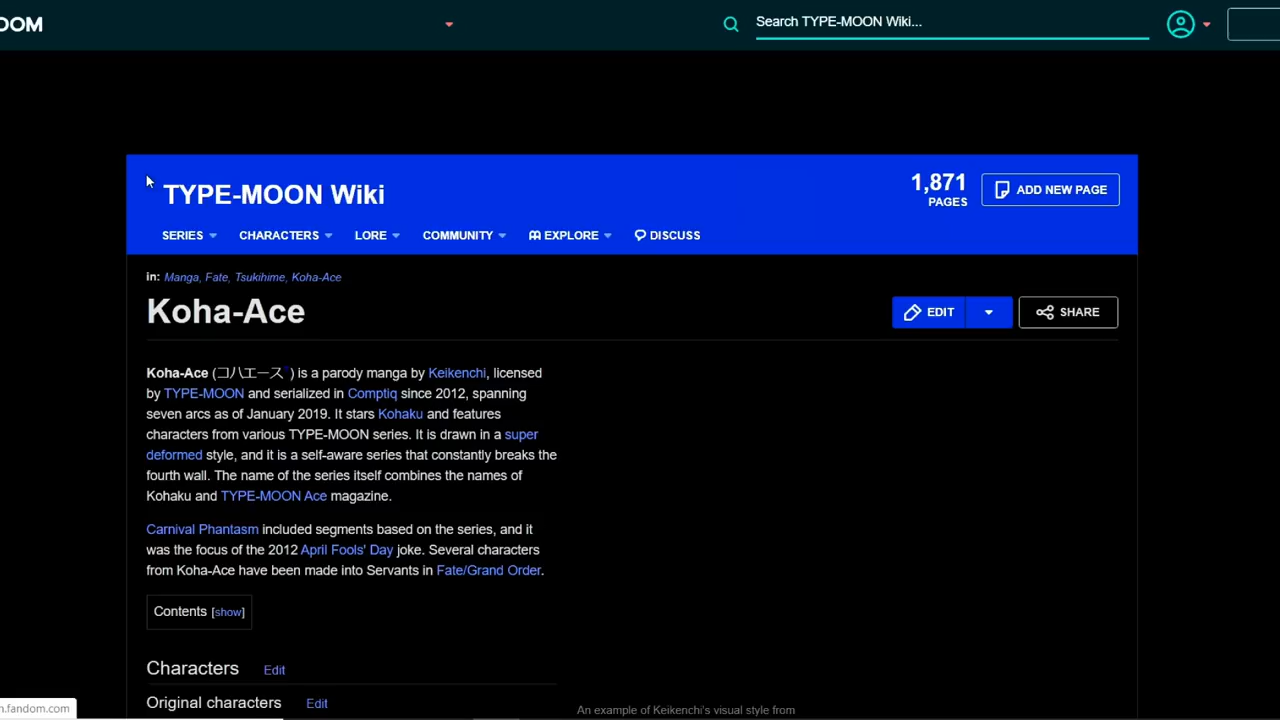 OOM
Search TYPE-MOON Wiki...
TYPE-MOON Wiki
1,871
PAGES
ADD NEW PAGE
SERIES CHARACTERS LORE COMMUNITY EXPLORE DISCUSS
in: Manga, Fate, Tsukihime, Koha-Ace
Koha-Ace
EDIT
SHARE
Koha-Ace (コハエース) is a parody manga by Keikenchi, licensed
by TYPE-MOON and serialized in Comptiq since 2012, spanning
seven arcs as of January 2019. It stars Kohaku and features
characters from various TYPE-MOON series. It is drawn in a super
deformed style, and it is a self-aware series that constantly breaks the
fourth wall. The name of the series itself combines the names of
Kohaku and TYPE-MOON Ace magazine.
Carnival Phantasm included segments based on the series, and it
was the focus of the 2012 April Fools' Day joke. Several characters
from Koha-Ace have been made into Servants in Fate/Grand Order.
Contents [show]
Characters Edit
Original characters Edit
An example of Keikenchi's visual style from
n.fandom.com